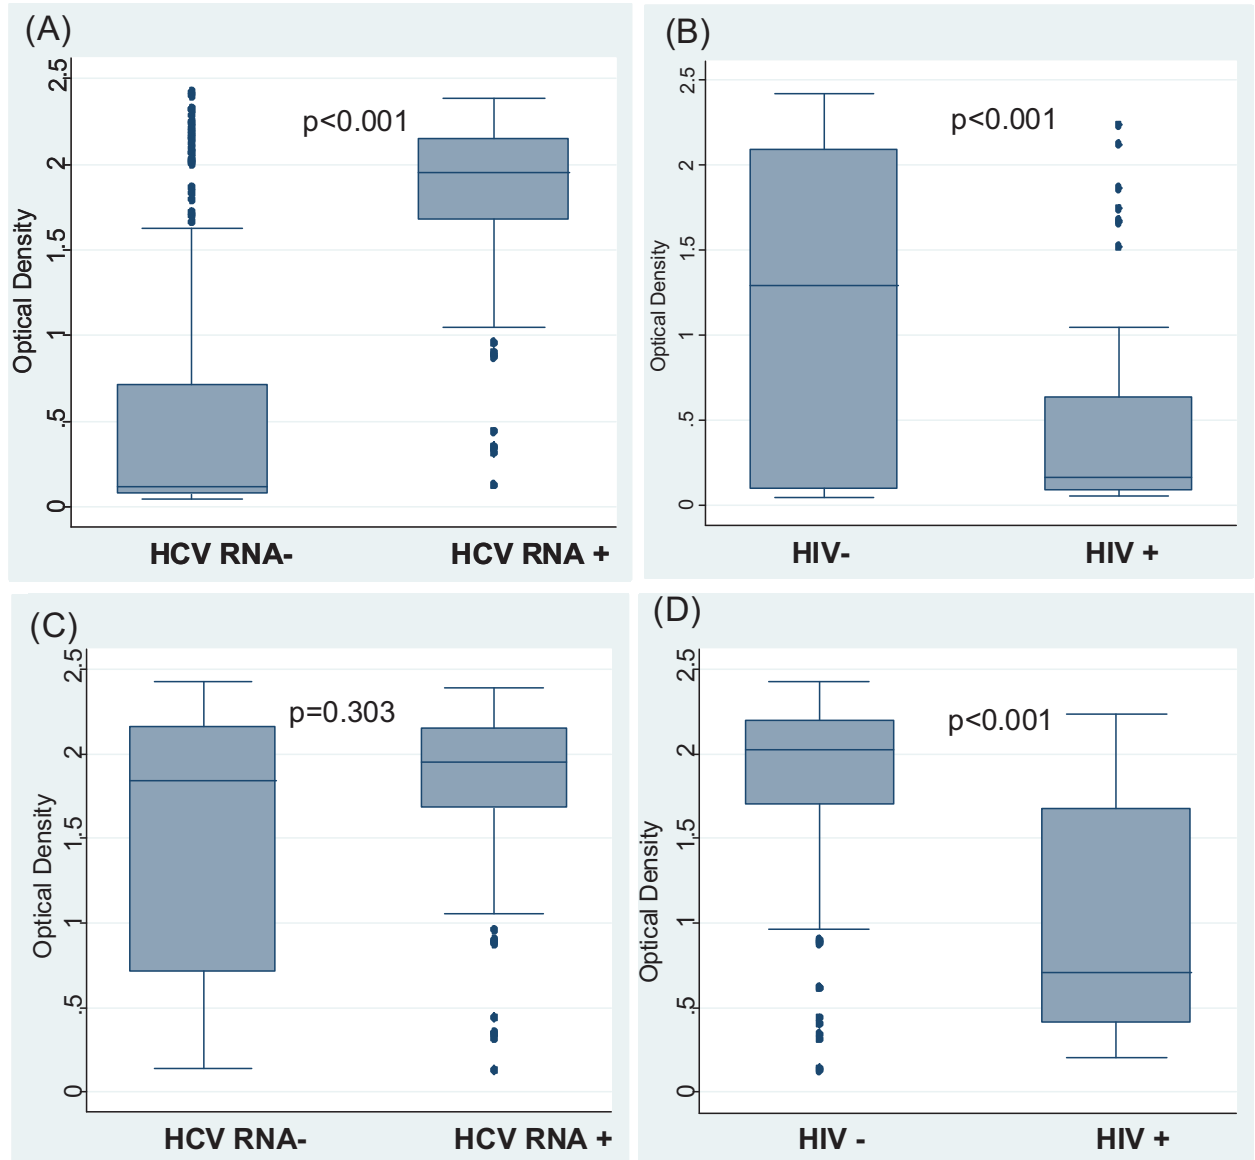 (A)
2.5
2
1.5
1
.5
0
Optical Density
p<0.001
HCV RNA-
HCV RNA +
(B)
2.5
2
1.5
1
.5
0
Optical Density
p<0.001
HIV-
HIV +
(C)
2.5
2
1.5
1
.5
0
Optical Density
p=0.303
HCV RNA-
HCV RNA +
(D)
2.5
2
1.5
1
.5
0
Optical Density
p<0.001
HIV -
HIV +